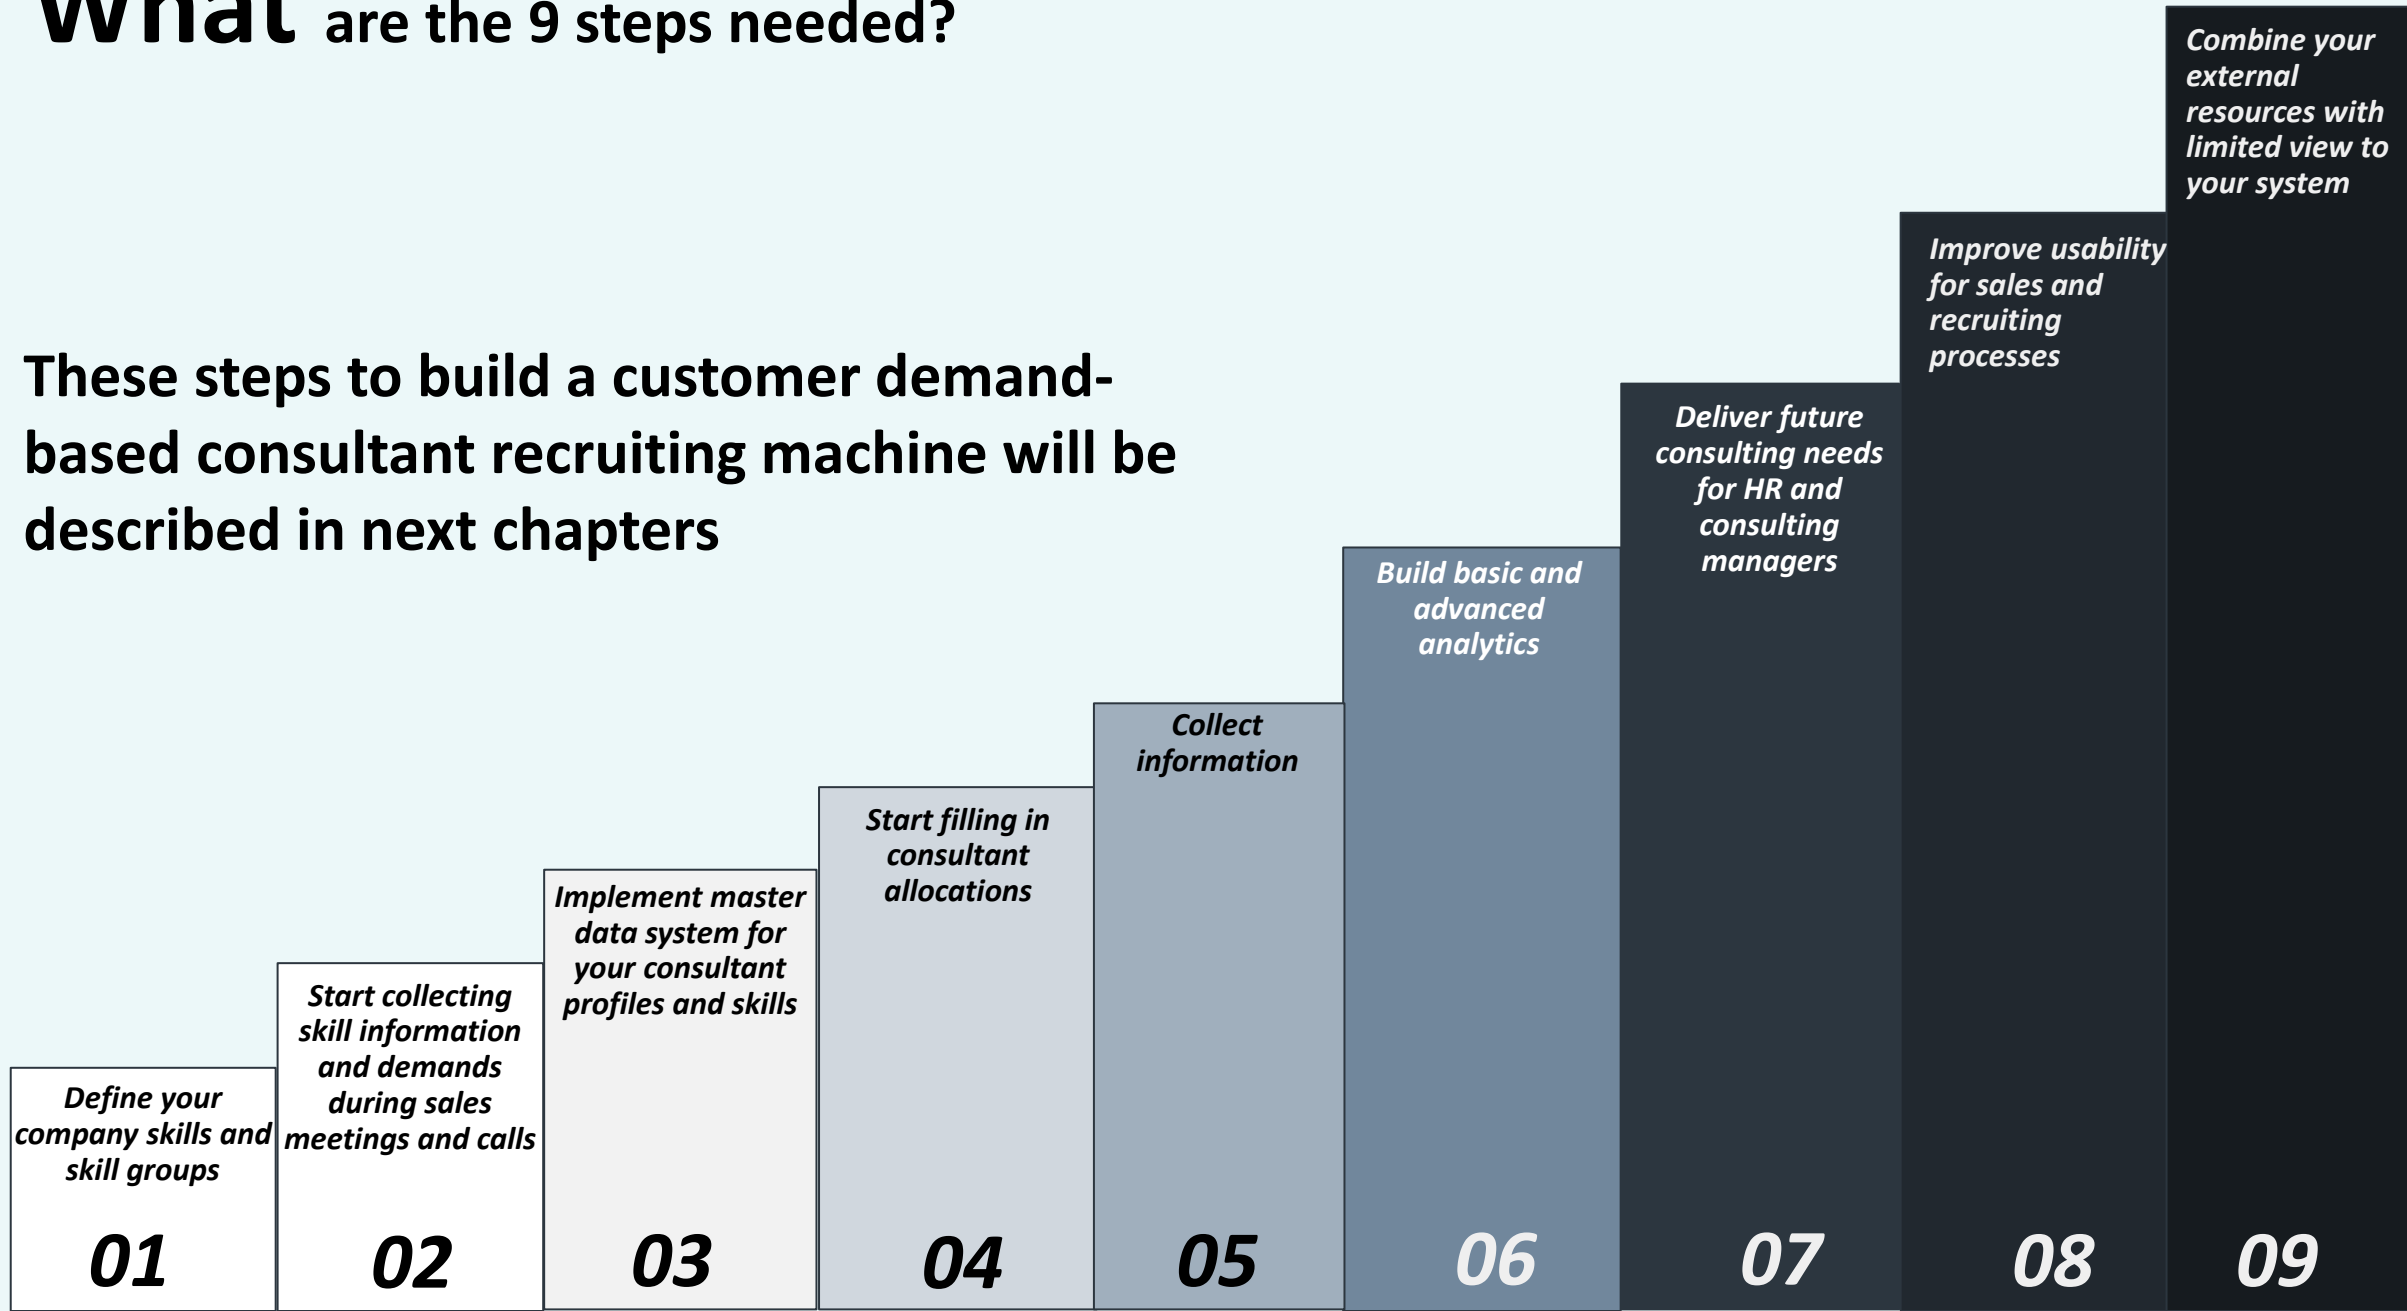 What are the 9 steps needed?
These steps to build a customer demand-
based consultant recruiting machine will be
described in next chapters
Define your
company skills and
skill groups
01
Start collecting
skill information
and demands
during sales
meetings and calls
02
Implement master
data system for
your consultant
profiles and skills
03
Start filling in
consultant
allocations
04
Collect
information
05
Build basic and
advanced
analytics
06
Deliver future
consulting needs
for HR and
consulting
managers
07
Improve usability
for sales and
recruiting
processes
08
Combine your
external
resources with
limited view to
your system
09